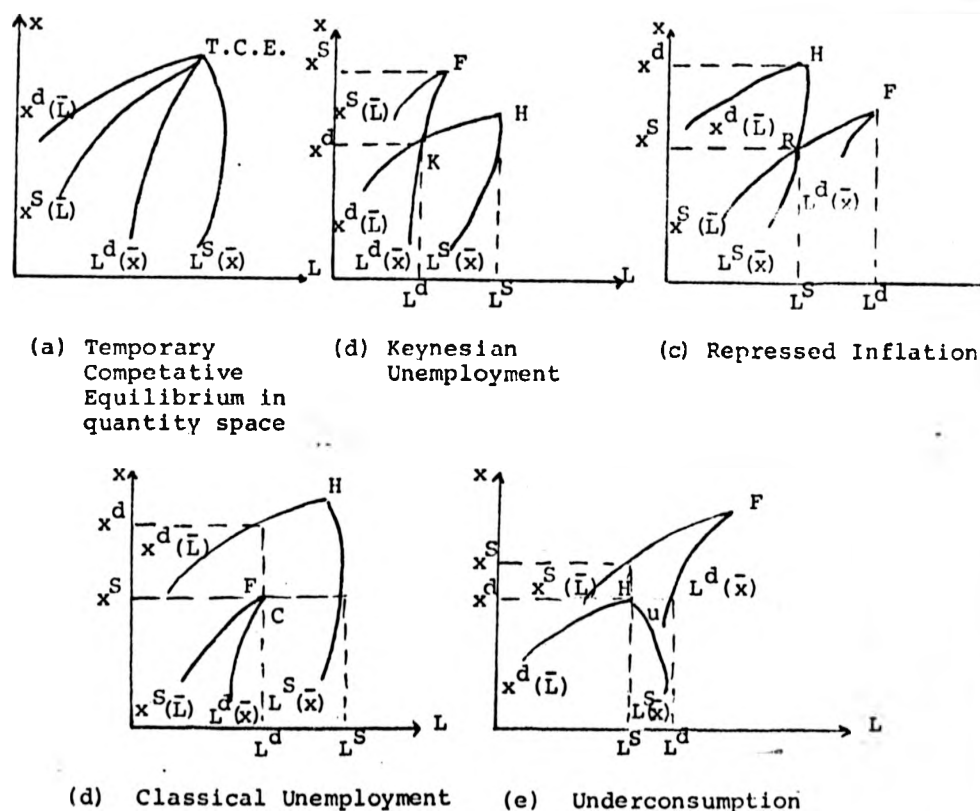 x
T.C.E.
x^d(L̄)
x^S(L̄)
L^d(x̄) L^S(x̄)
L
(a) Temporary
Competative
Equilibrium in
quantity space
x
x^S
F
x^S(L̄)
H
x^d
K
x^d(L̄)
L^d(x̄) L^S(x̄)
L
L^d L^S
(d) Keynesian
Unemployment
x
x^d
H
F
x^d(L̄)
x^S
R
L^d(x̄)
x^S(L̄)
L^S(x̄)
L^S L^d
(c) Repressed Inflation
x
H
x^d
x^d(L̄)
F
x^S
C
x^S(L̄) L^d(x̄) L^S(x̄)
L
L^d L^S
(d) Classical Unemployment
x
F
x^S
x^S(L̄)
L^d(x̄)
x^d
H
u
x^d(L̄)
L^S(x̄)
L
L^S L^d
(e) Underconsumption